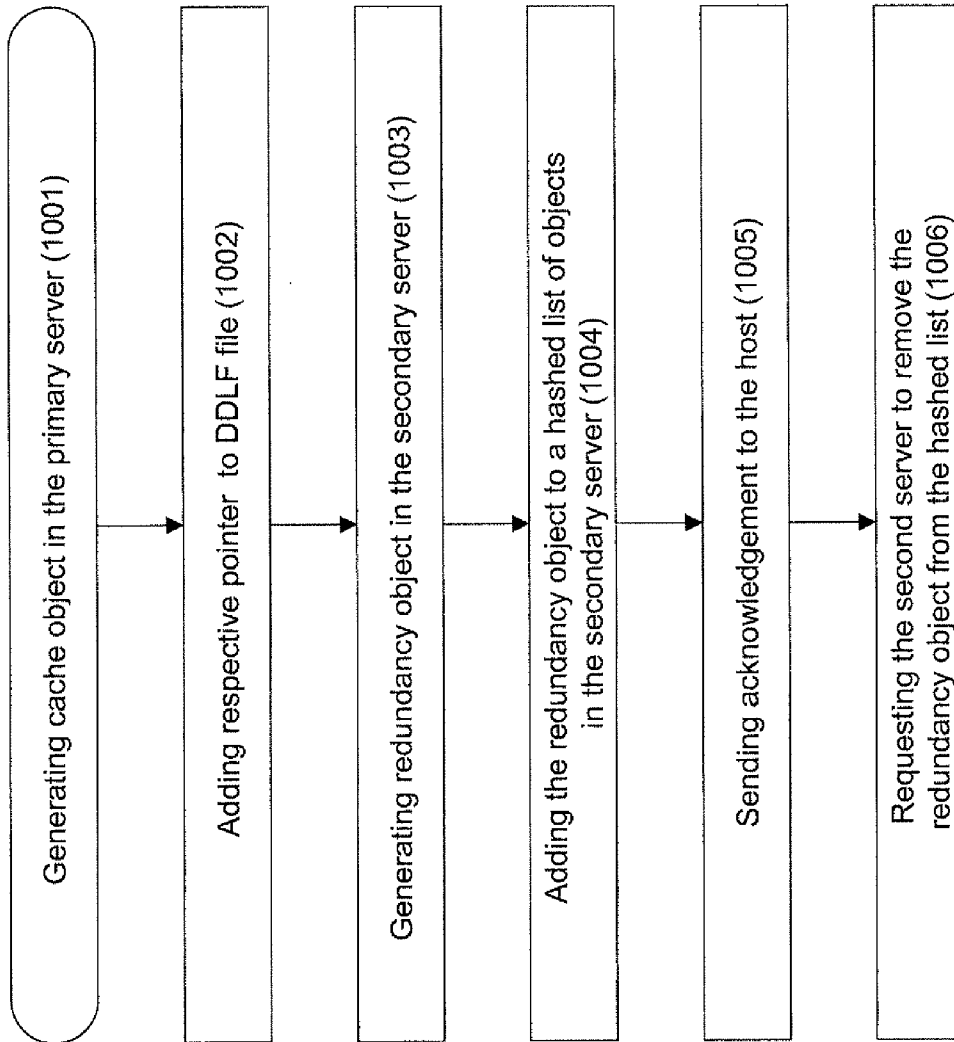 Generating cache object in the primary server (1001)
Adding respective pointer to DDLF file (1002)
Generating redundancy object in the secondary server (1003)
Adding the redundancy object to a hashed list of objects
in the secondary server (1004)
Sending acknowledgement to the host (1005)
Requesting the second server to remove the
redundancy object from the hashed list (1006)